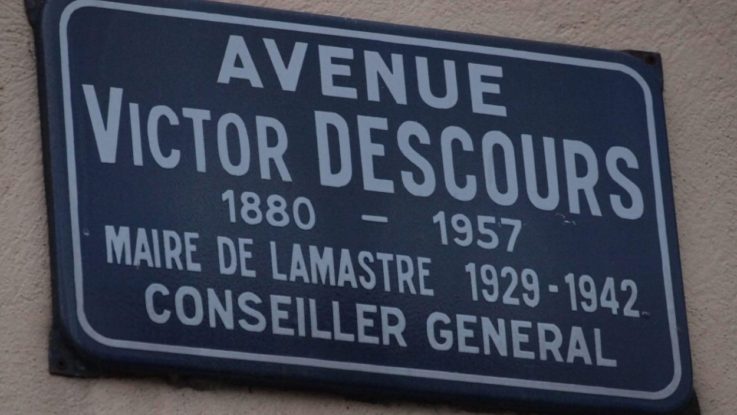 AVENUE
VICTOR DESCOURS
1880 - 1957
MAIRE DE LAMASTRE 1929-1942
CONSEILLER GENERAL